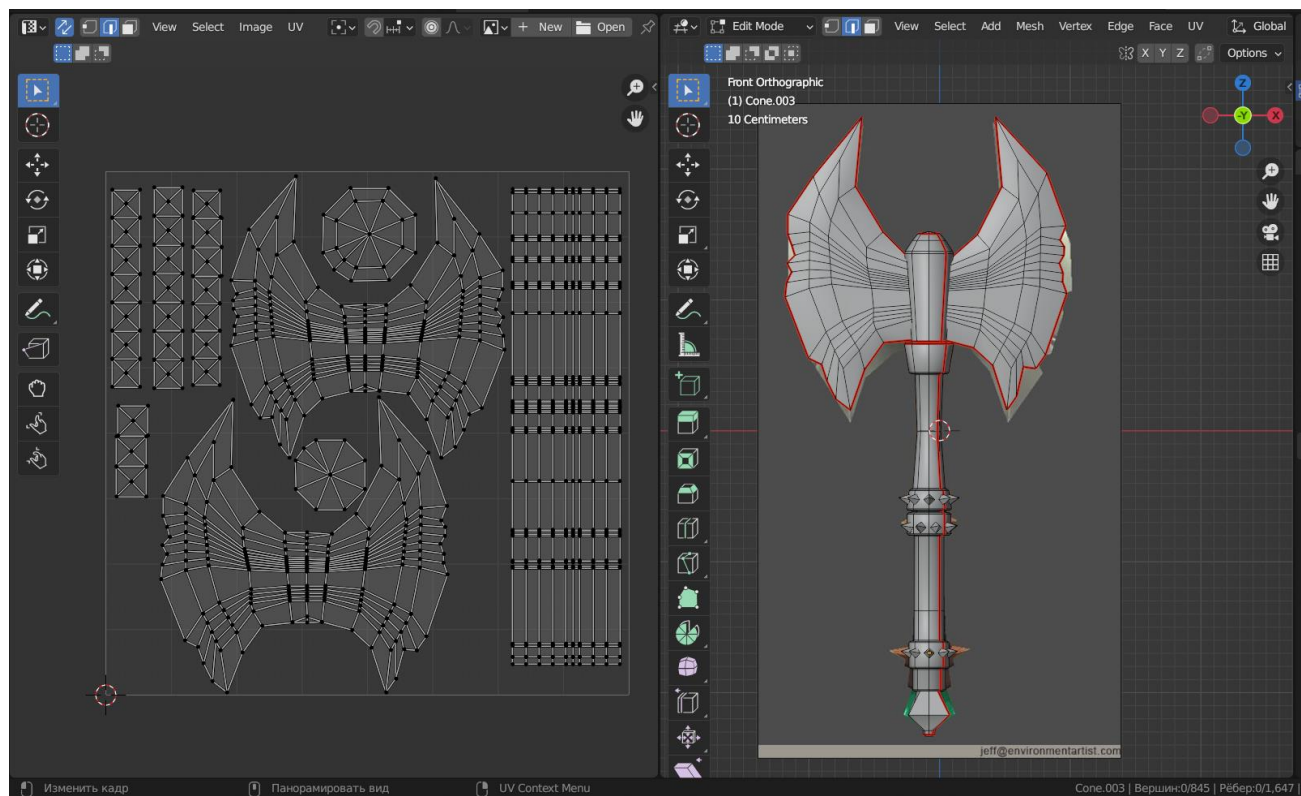 View Select Image UV New Open
Edit Mode View Select Add Mesh Vertex Edge Face UV Global
X Y Z Options
Front Orthographic
(1) Cone.003
10 Centimeters
Z
-Y X
jeff@environmentartist.com
Изменить кадр Панорамировать вид UV Context Menu Cone.003 | Вершин:0/845 | Рёбер:0/1,647 |